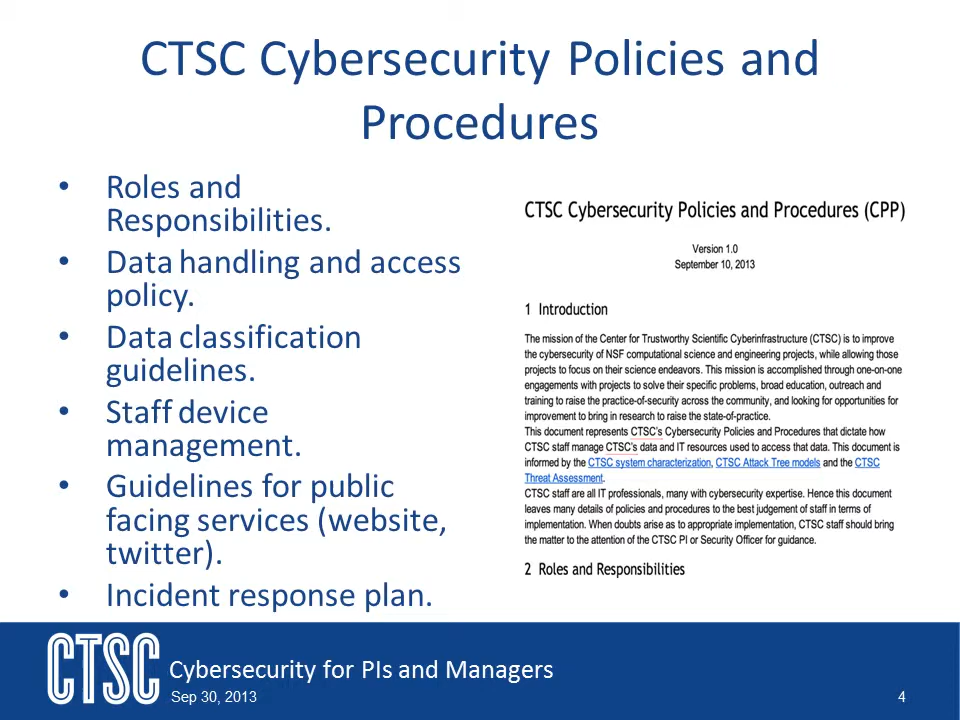 CTSC Cybersecurity Policies and
Procedures
• Roles and
Responsibilities.
• Data handling and access
policy.
• Data classification
guidelines.
• Staff device
management.
• Guidelines for public
facing services (website,
twitter).
• Incident response plan.
CTSC Cybersecurity Policies and Procedures (CPP)
Version 1.0
September 10, 2013
1 Introduction
The mission of the Center for Trustworthy Scientific Cyberinfrastructure (CTSC) is to improve
the cybersecurity of NSF computational science and engineering projects, while allowing those
projects to focus on their science endeavors. This mission is accomplished through one-on-one
engagements with projects to solve their specific problems, broad education, outreach and
training to raise the practice-of-security across the community, and looking for opportunities for
improvement to bring in research to raise the state-of-practice.
This document represents CTSC's Cybersecurity Policies and Procedures that dictate how
CTSC staff manage CTSC's data and IT resources used to access that data. This document is
informed by the CTSC system characterization, CTSC Attack Tree models and the CTSC
Threat Assessment.
CTSC staff are all IT professionals, many with cybersecurity expertise. Hence this document
leaves many details of policies and procedures to the best judgement of staff in terms of
implementation. When doubts arise as to appropriate implementation, CTSC staff should bring
the matter to the attention of the CTSC PI or Security Officer for guidance.
2 Roles and Responsibilities
CTSC
Cybersecurity for PIs and Managers
Sep 30, 2013
4